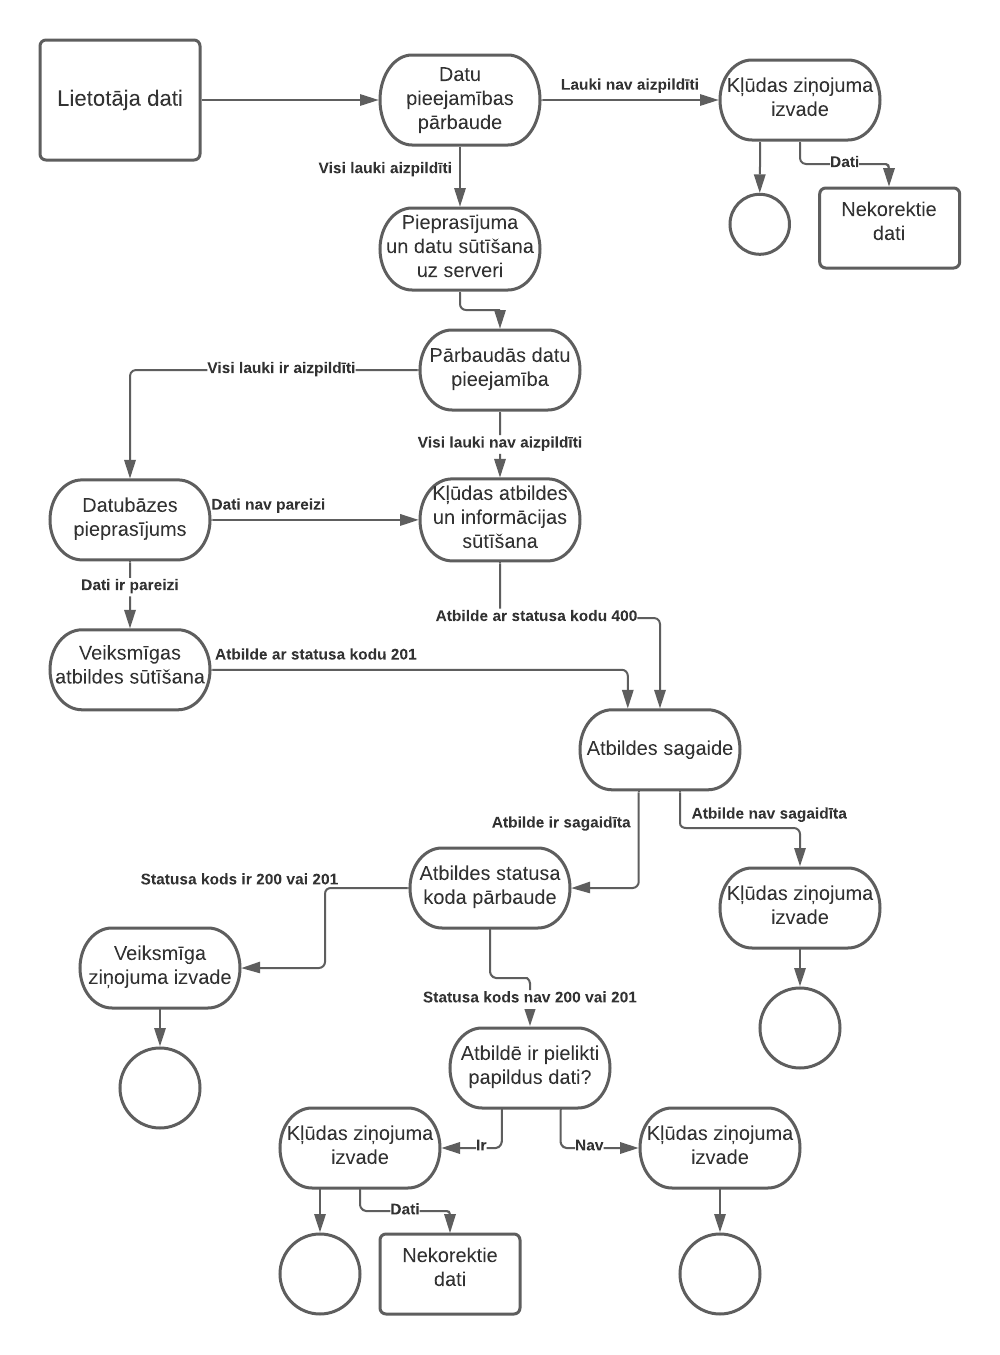 Lietotāja dati
Datu
pieejamības
pārbaude
Lauki nav aizpildīti
Kļūdas ziņojuma
izvade
Visi lauki aizpildīti
Dati
Nekorektie
dati
Pieprasījuma
un datu sūtīšana
uz serveri
Pārbaudās datu
pieejamība
Visi lauki ir aizpildīti
Visi lauki nav aizpildīti
Datubāzes
pieprasījums
Dati nav pareizi
Kļūdas atbildes
un informācijas
sūtīšana
Dati ir pareizi
Atbilde ar statusa kodu 400
Veiksmīgas
atbildes sūtīšana
Atbilde ar statusa kodu 201
Atbildes sagaide
Atbilde ir sagaidīta
Atbilde nav sagaidīta
Atbildes statusa
koda pārbaude
Statusa kods ir 200 vai 201
Kļūdas ziņojuma
izvade
Veiksmīga
ziņojuma izvade
Statusa kods nav 200 vai 201
Atbildē ir pielikti
papildus dati?
Kļūdas ziņojuma
izvade
Ir
Nav
Kļūdas ziņojuma
izvade
Dati
Nekorektie
dati